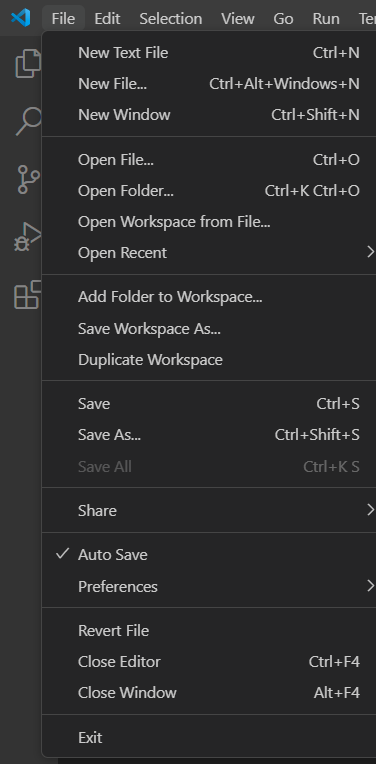 File Edit Selection View Go Run Te
New Text File Ctrl+N
New File... Ctrl+Alt+Windows+N
New Window Ctrl+Shift+N
Open File... Ctrl+O
Open Folder... Ctrl+K Ctrl+O
Open Workspace from File...
Open Recent
Add Folder to Workspace...
Save Workspace As...
Duplicate Workspace
Save Ctrl+S
Save As... Ctrl+Shift+S
Save All Ctrl+K S
Share
Auto Save
Preferences
Revert File
Close Editor Ctrl+F4
Close Window Alt+F4
Exit